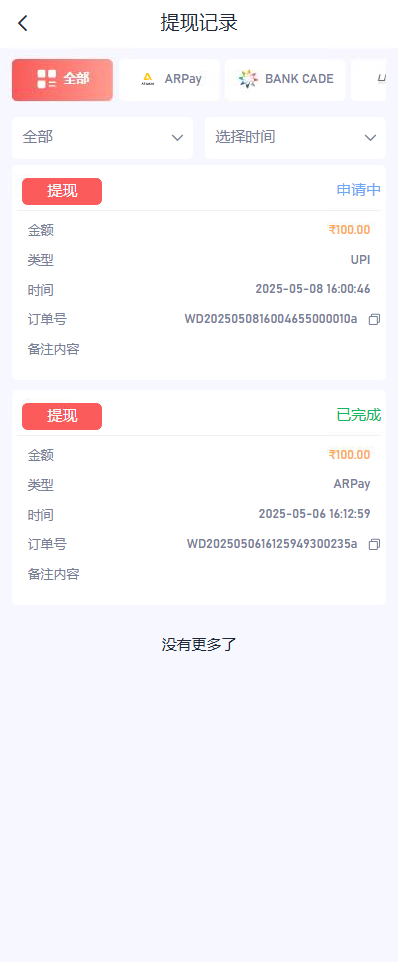 提现记录
全部
ARPay
BANK CADE
全部
选择时间
提现
申请中
金额
₹100.00
类型
UPI
时间
2025-05-08 16:00:46
订单号
WD2025050816004655000010a
备注内容
提现
已完成
金额
₹100.00
类型
ARPay
时间
2025-05-06 16:12:59
订单号
WD2025050616125949300235a
备注内容
没有更多了